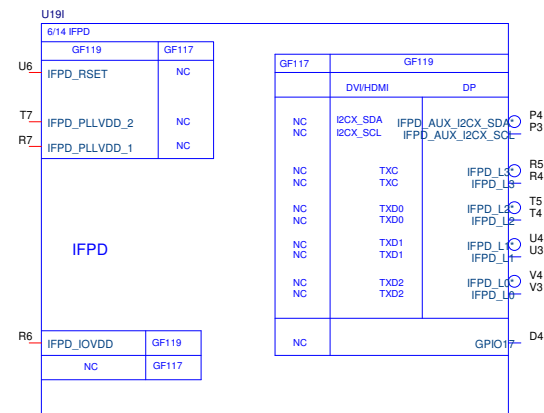 U19I
6/14 IFPD
GF119 GF117
U6 IFPD_RSET NC
T7 IFPD_PLLVDD_2 NC
R7 IFPD_PLLVDD_1 NC
IFPD
R6 IFPD_IOVDD GF119
NC GF117
GF117 GF119
DVI/HDMI DP
NC I2CX_SDA IFPD_AUX_I2CX_SDA* P4
NC I2CX_SCL IFPD_AUX_I2CX_SCL P3
NC TXC IFPD_L3* R5
NC TXC IFPD_L3 R4
NC TXD0 IFPD_L2* T5
NC TXD0 IFPD_L2 T4
NC TXD1 IFPD_L1* U4
NC TXD1 IFPD_L1 U3
NC TXD2 IFPD_L0* V4
NC TXD2 IFPD_L0 V3
NC GPIO17 D4